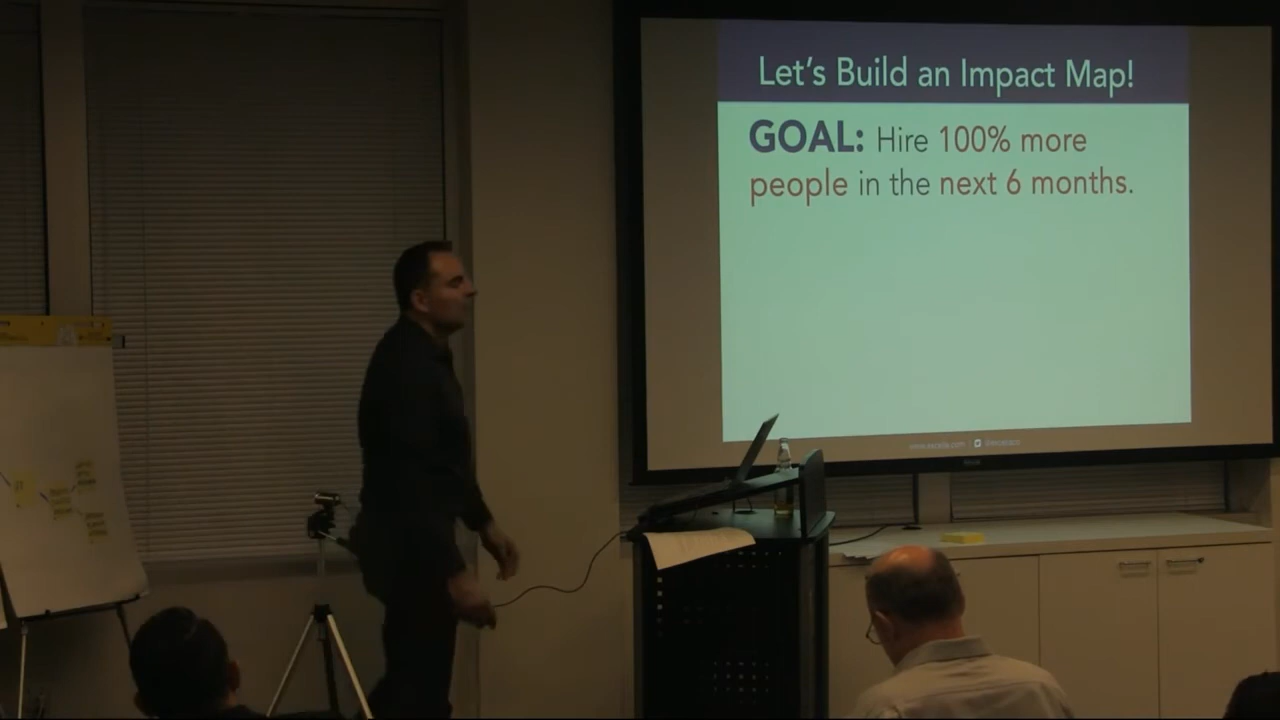 Let's Build an Impact Map!
GOAL: Hire 100% more
people in the next 6 months.